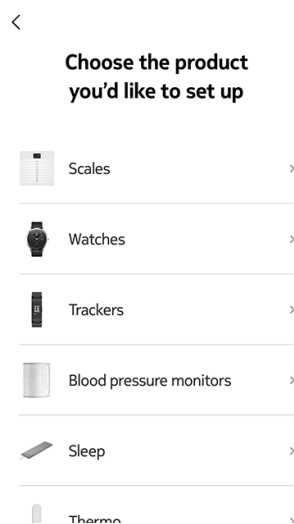 Choose the product
you'd like to set up
Scales
Watches
Trackers
Blood pressure monitors
Sleep
Thermo